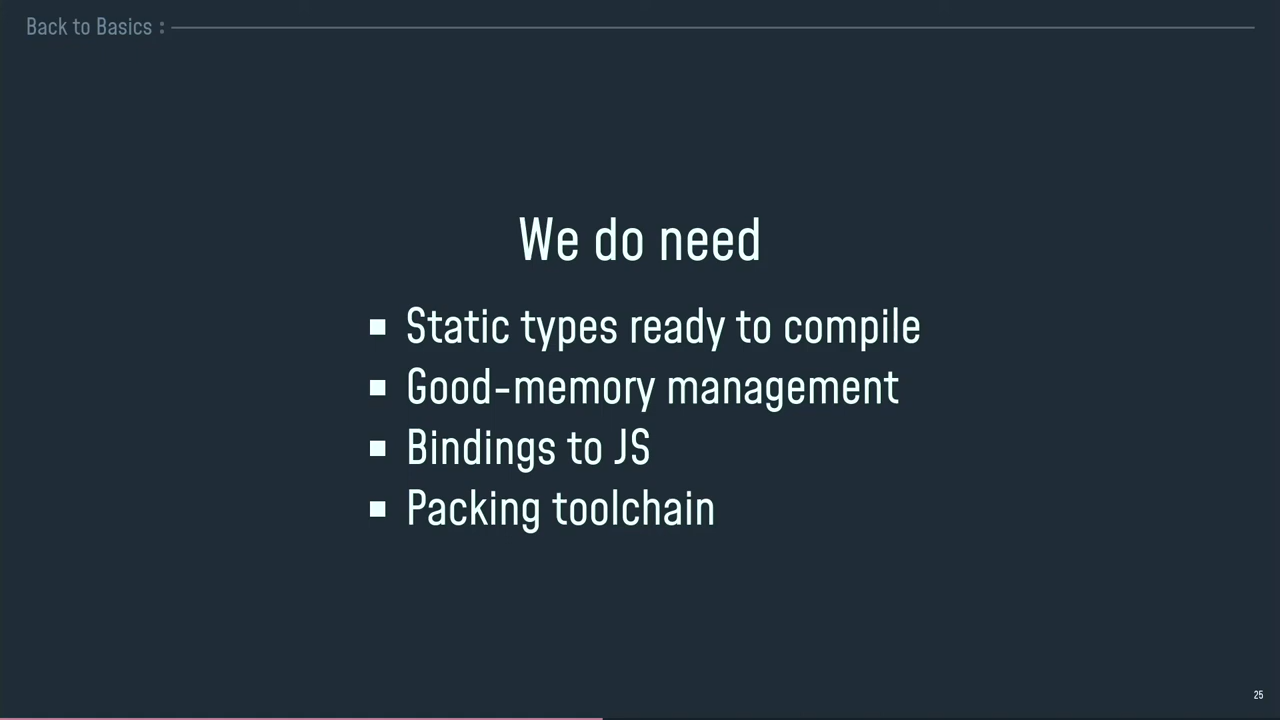 Back to Basics :
We do need
▪ Static types ready to compile
▪ Good-memory management
▪ Bindings to JS
▪ Packing toolchain
25